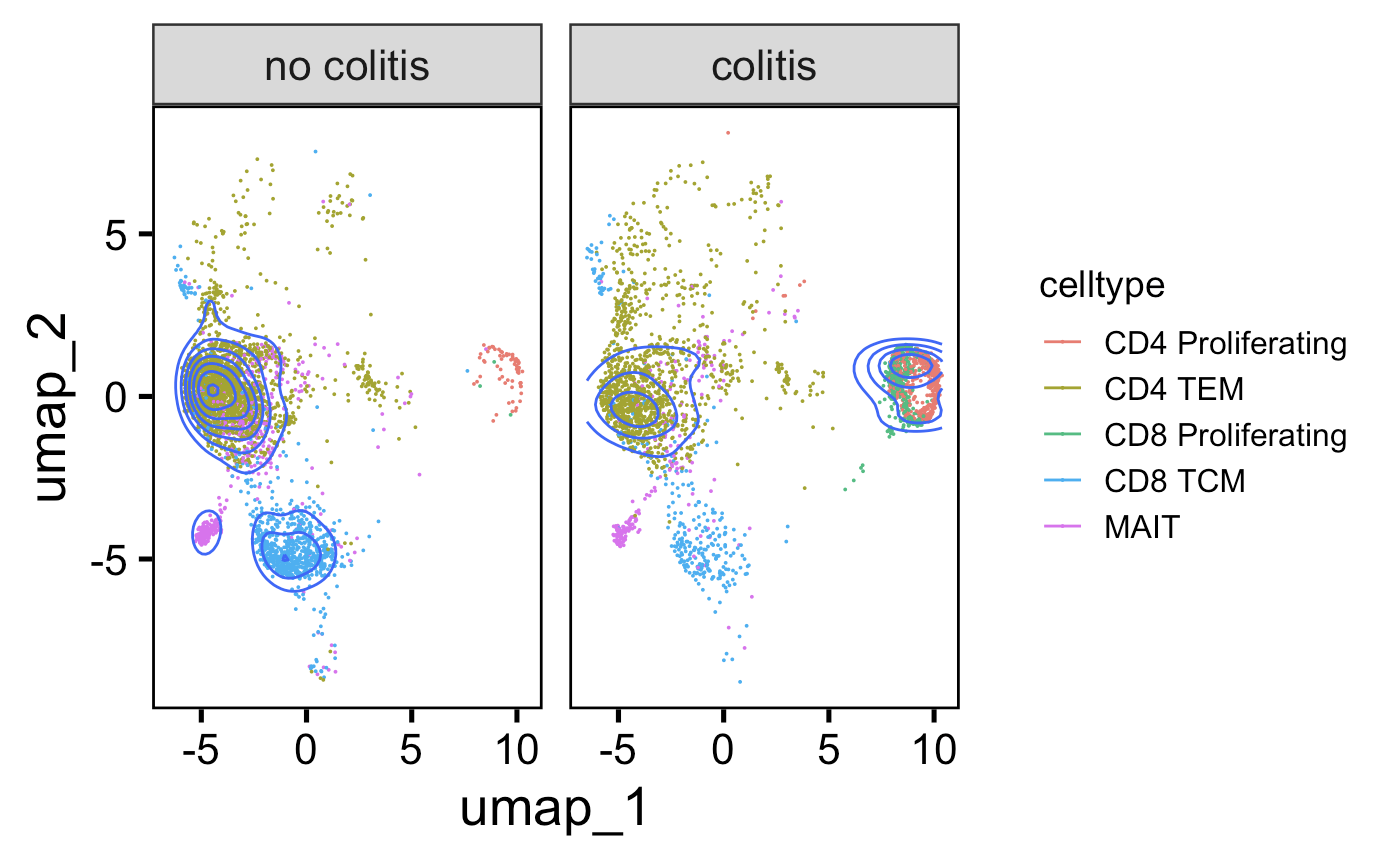 no colitis
colitis
umap_2
5
0
-5
-5 0 5 10
-5 0 5 10
umap_1
celltype
CD4 Proliferating
CD4 TEM
CD8 Proliferating
CD8 TCM
MAIT